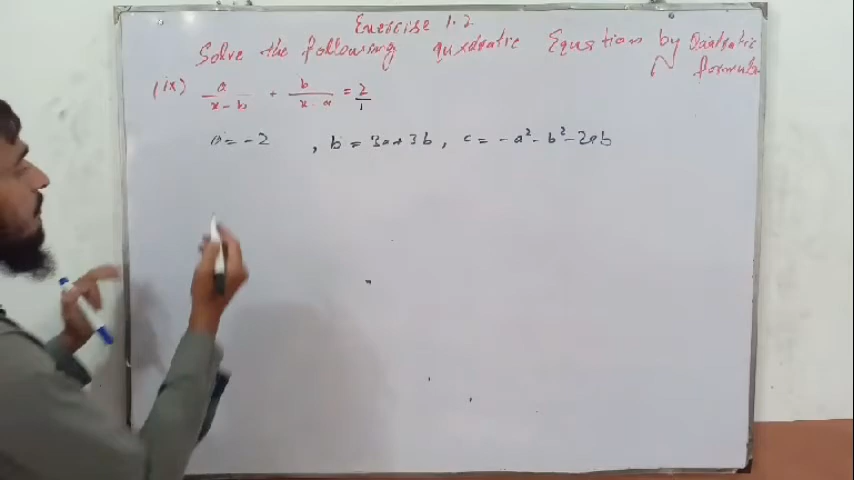 Exercise 1.2
Solve the following quadratic Equations by Quadratic formula
(ix) a/x-b + b/x-a = 2/1
a = -2 , b = 3a+3b , c = -a²-b²-2ab